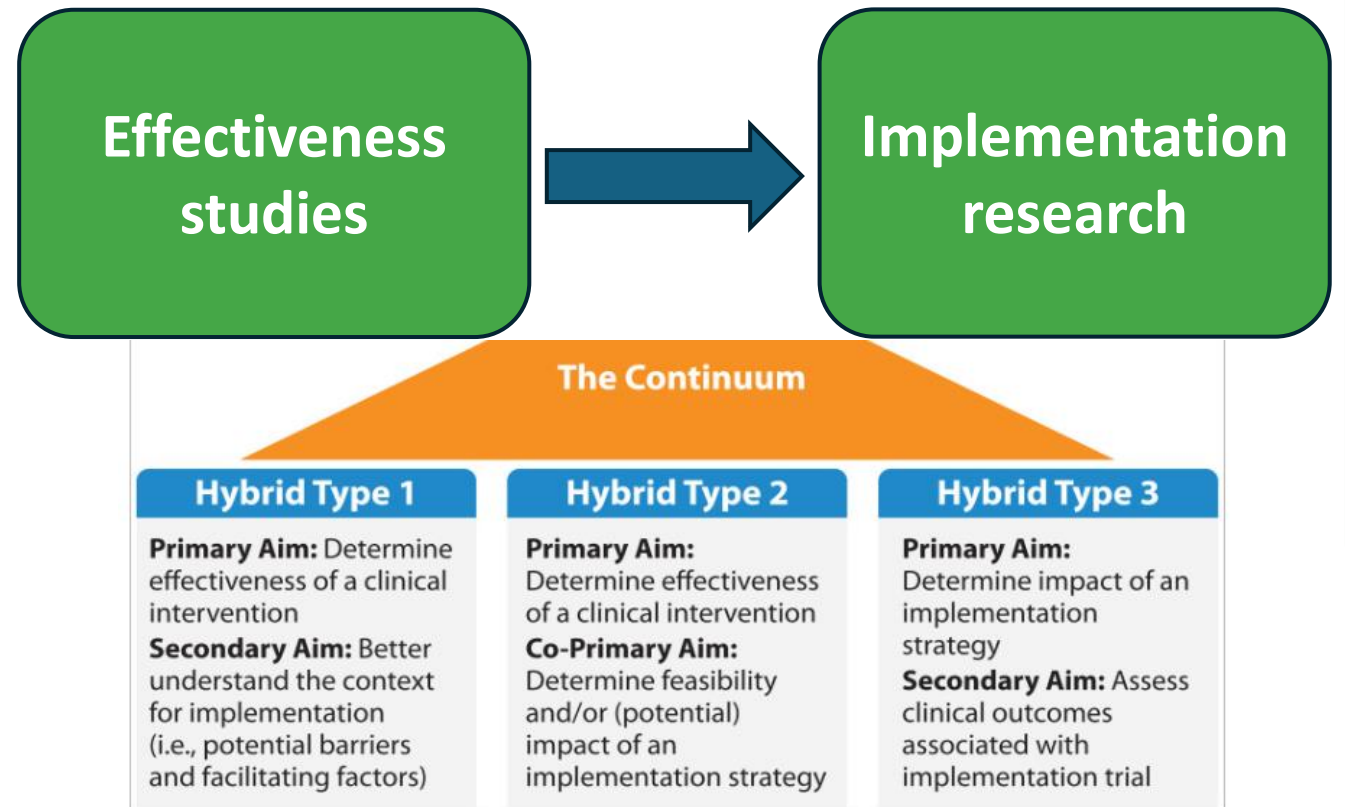 Effectiveness
studies
Implementation
research
The Continuum
Hybrid Type 1
Primary Aim: Determine
effectiveness of a clinical
intervention
Secondary Aim: Better
understand the context
for implementation
(i.e., potential barriers
and facilitating factors)
Hybrid Type 2
Primary Aim:
Determine effectiveness
of a clinical intervention
Co-Primary Aim:
Determine feasibility
and/or (potential)
impact of an
implementation strategy
Hybrid Type 3
Primary Aim:
Determine impact of an
implementation
strategy
Secondary Aim: Assess
clinical outcomes
associated with
implementation trial